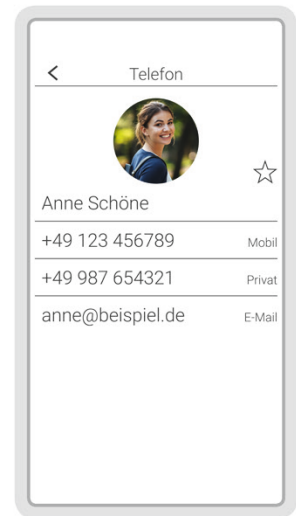 Telefon
Anne Schöne
+49 123 456789 Mobil
+49 987 654321 Privat
anne@beispiel.de E-Mail